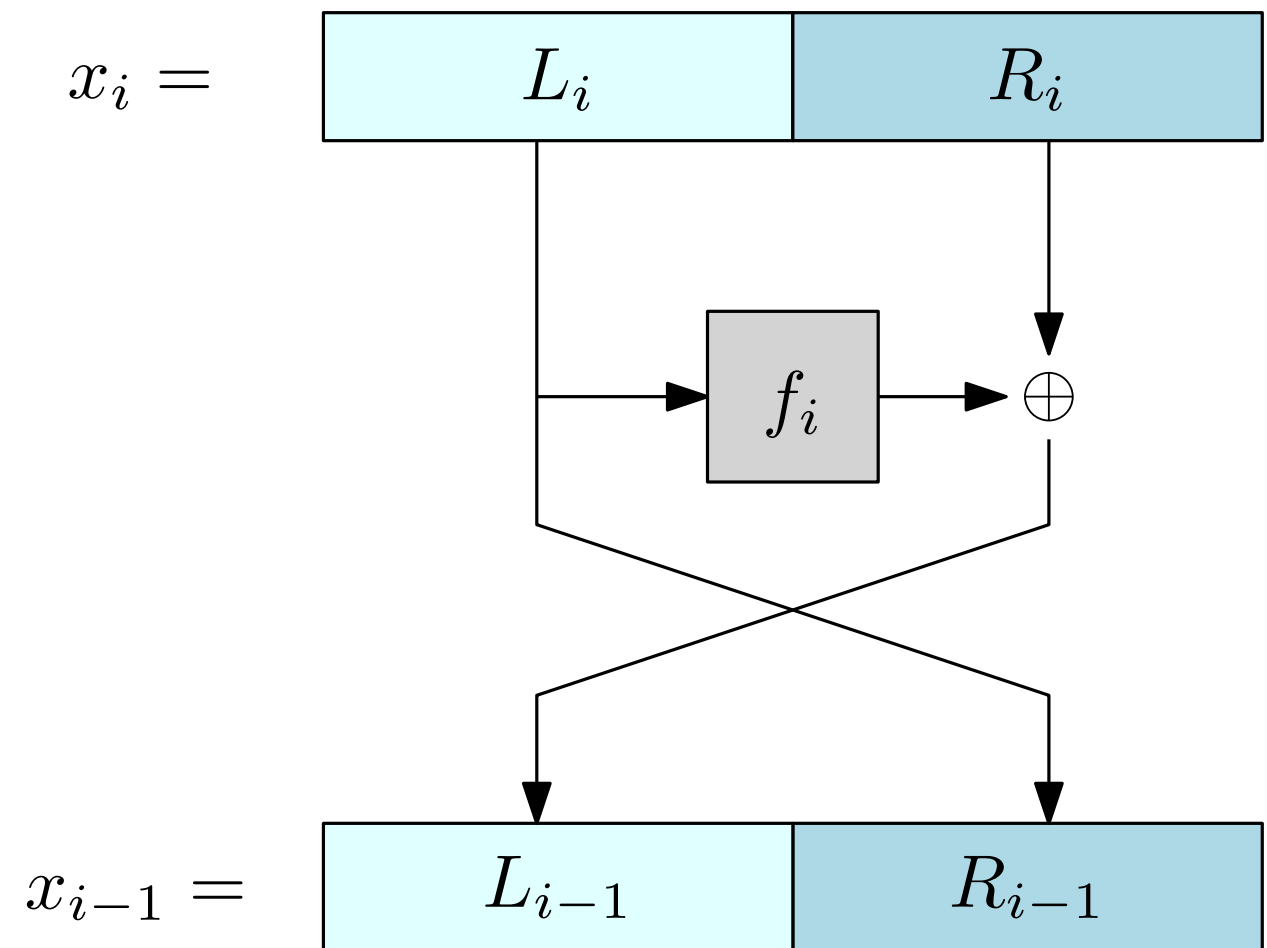 x_i = L_i R_i
f_i ⊕
x_{i−1} = L_{i−1} R_{i−1}